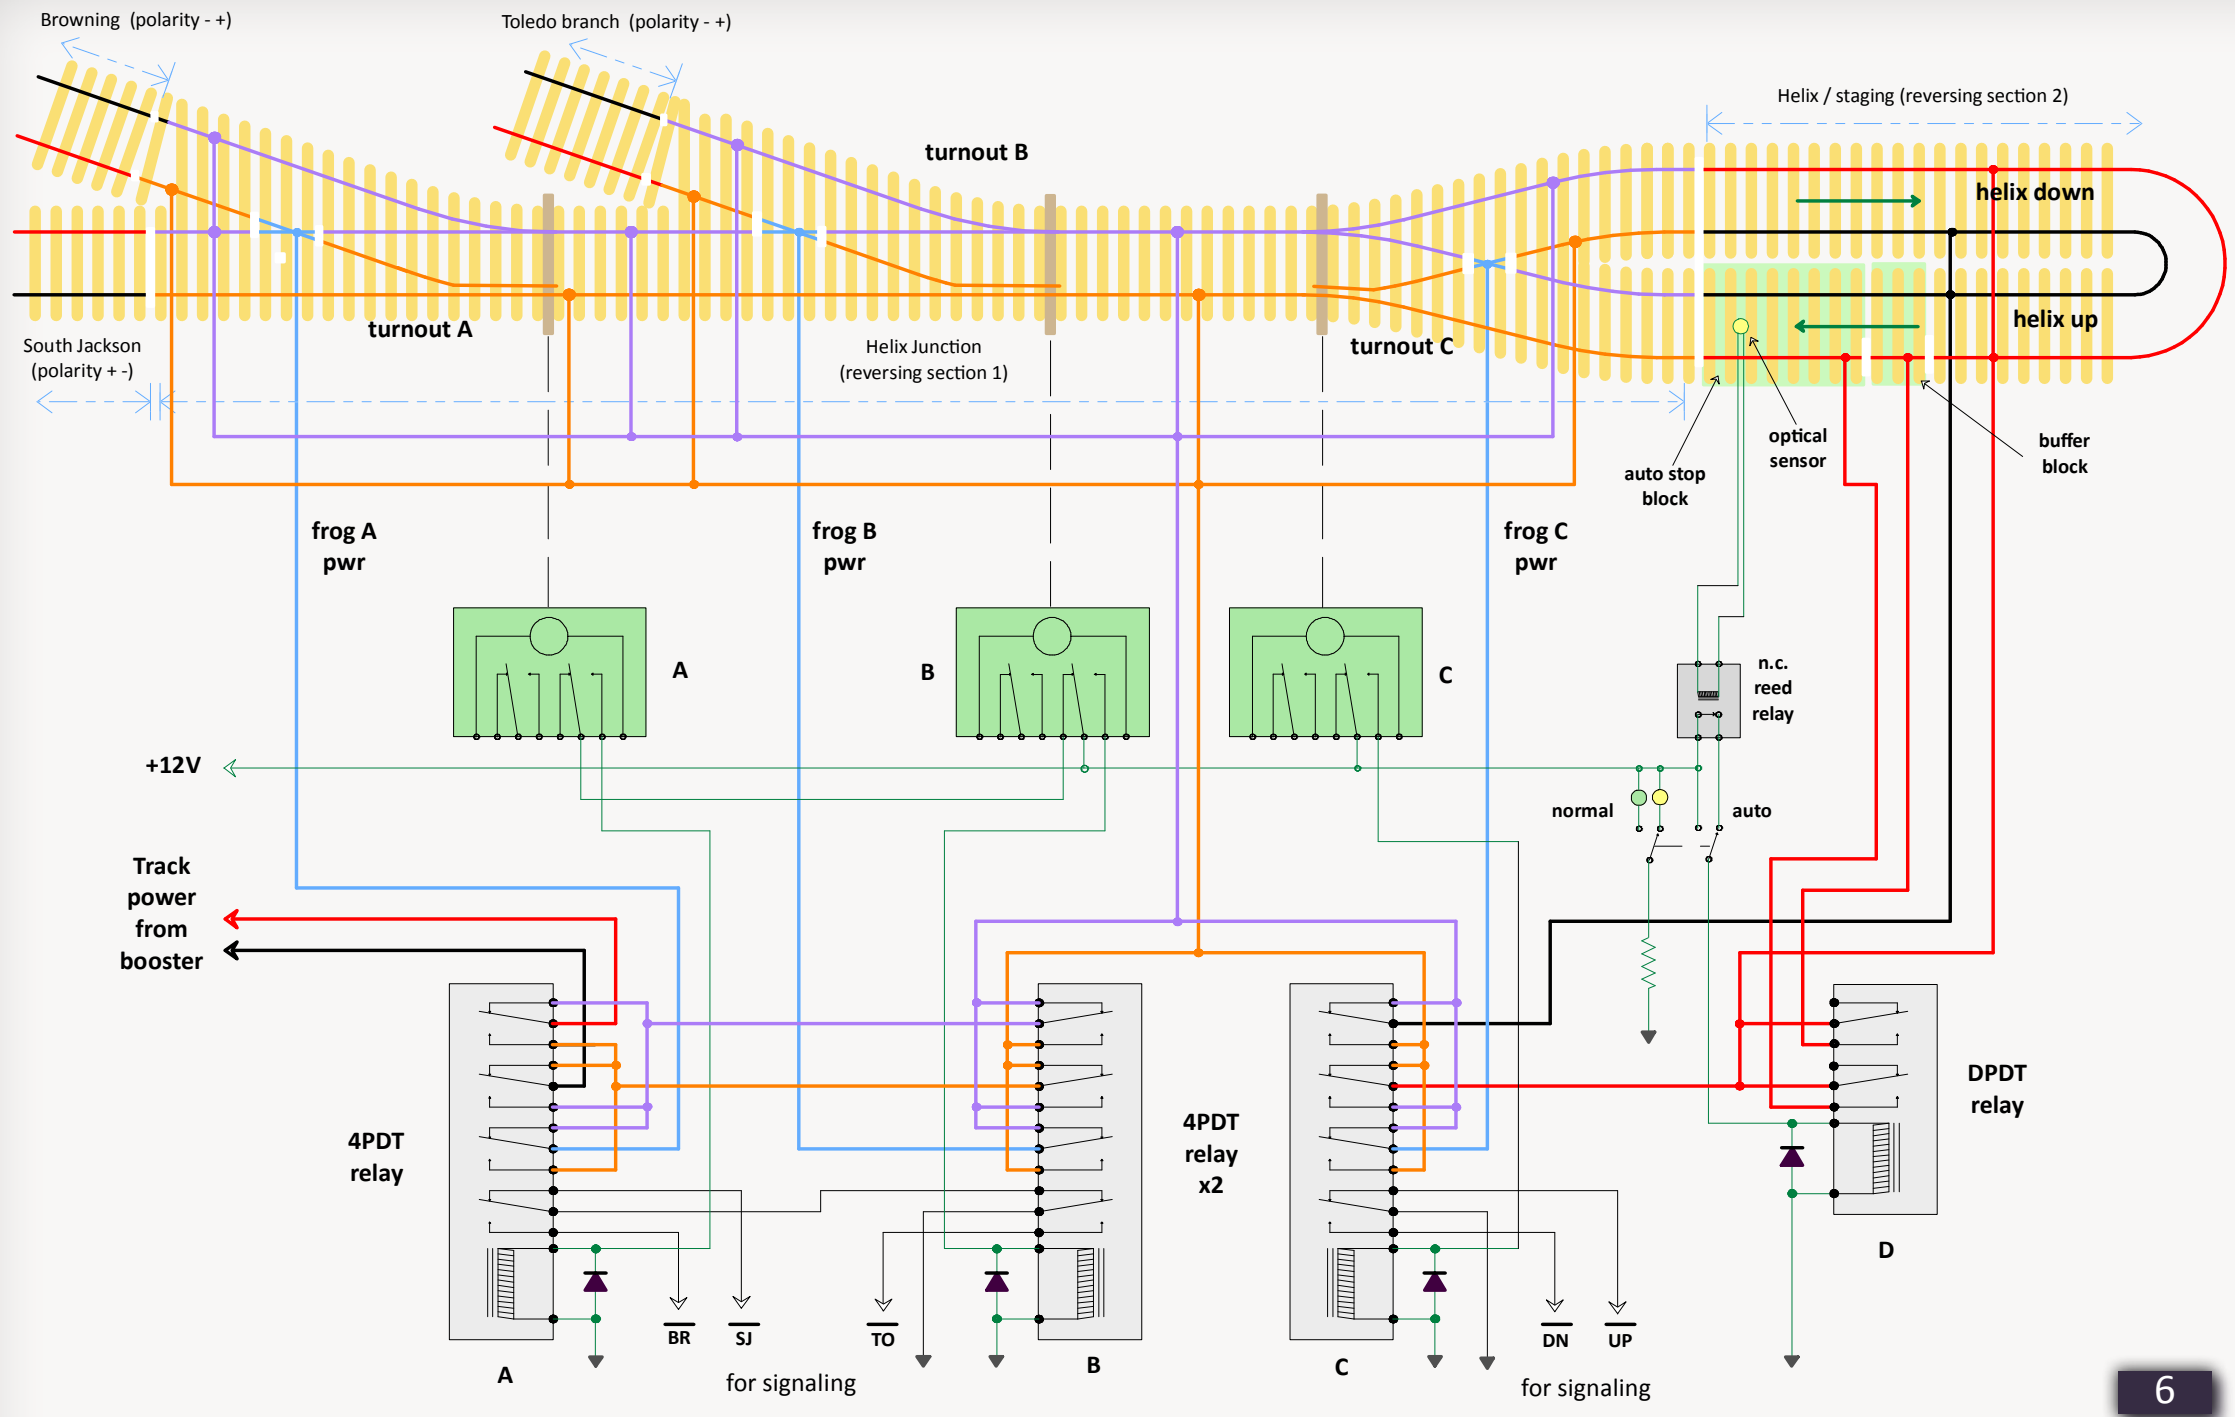 Browning (polarity - +)
Toledo branch (polarity - +)
Helix / staging (reversing section 2)
turnout B
helix down
helix up
turnout A
turnout C
South Jackson
(polarity + -)
Helix Junction
(reversing section 1)
optical
sensor
buffer
block
auto stop
block
frog A
pwr
frog B
pwr
frog C
pwr
A
B
C
n.c.
reed
relay
+12V
normal
auto
Track
power
from
booster
4PDT
relay
4PDT
relay
x2
DPDT
relay
D
BR
SJ
TO
DN
UP
A
B
C
for signaling
for signaling
6